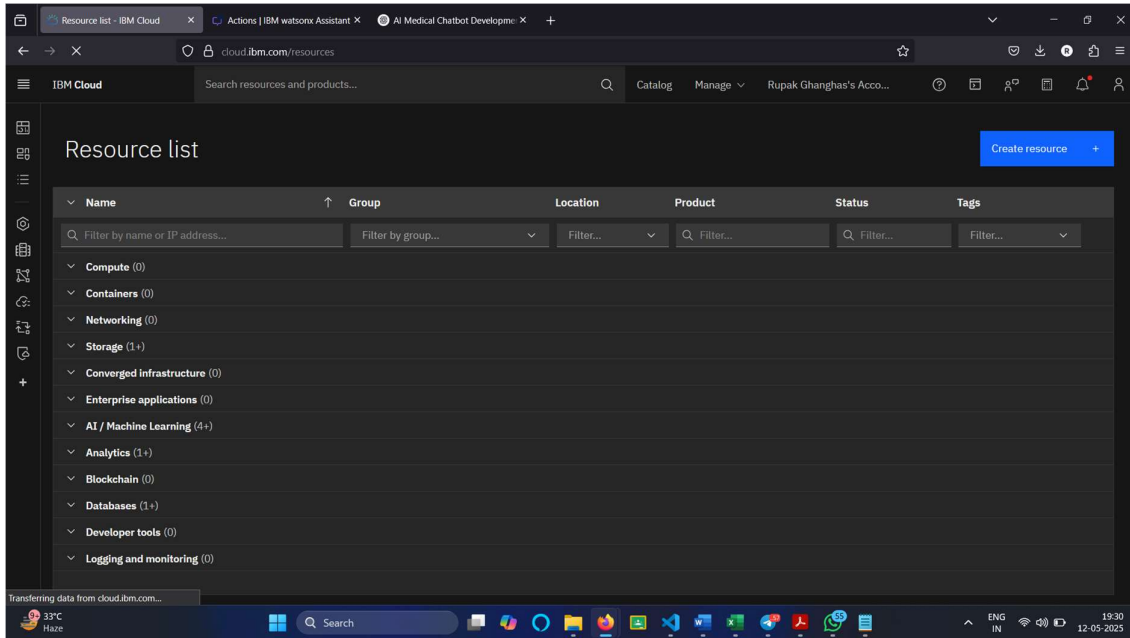 Resource list - IBM Cloud
Actions | IBM watsonx Assistant
AI Medical Chatbot Developme
cloud.ibm.com/resources
R
IBM Cloud
Search resources and products...
Catalog
Manage
Rupak Ghanghas's Acco...
Resource list
Create resource +
Name Group Location Product Status Tags
Filter by name or IP address... Filter by group... Filter... Filter... Filter... Filter...
Compute (0)
Containers (0)
Networking (0)
Storage (1+)
Converged infrastructure (0)
Enterprise applications (0)
AI / Machine Learning (4+)
Analytics (1+)
Blockchain (0)
Databases (1+)
Developer tools (0)
Logging and monitoring (0)
Transferring data from cloud.ibm.com...
33°C
Haze
Search
ENG
IN
19:30
12-05-2025